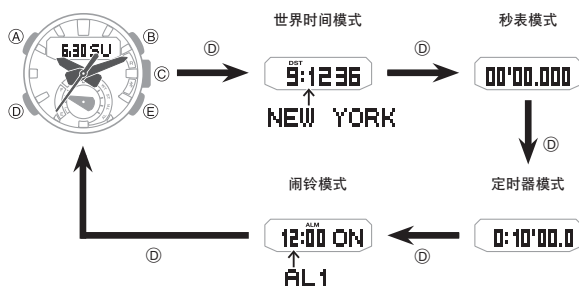 世界时间模式
秒表模式
A
B
C
D
E
6.30 SU
D
DST
9:1236
NEW YORK
D
00'00.000
D
闹铃模式
定时器模式
ALM
12:00 ON
AL1
D
0:10'00.0
D